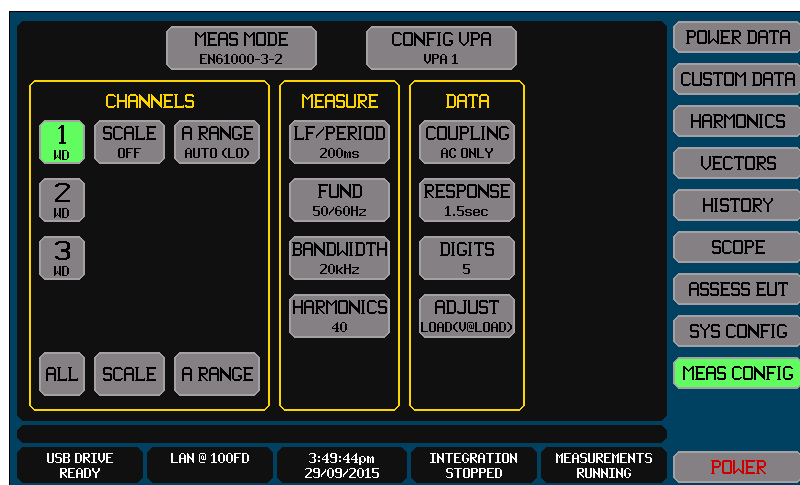 MEAS MODE
EN61000-3-2
CONFIG VPA
VPA 1
CHANNELS
1
WD
SCALE
OFF
A RANGE
AUTO (LO)
2
WD
3
WD
ALL
SCALE
A RANGE
MEASURE
LF/PERIOD
200ms
FUND
50/60Hz
BANDWIDTH
20kHz
HARMONICS
40
DATA
COUPLING
AC ONLY
RESPONSE
1.5sec
DIGITS
5
ADJUST
LOAD(V@LOAD)
POWER DATA
CUSTOM DATA
HARMONICS
VECTORS
HISTORY
SCOPE
ASSESS EUT
SYS CONFIG
MEAS CONFIG
POWER
USB DRIVE
READY
LAN @ 100FD
3:49:44pm
29/09/2015
INTEGRATION
STOPPED
MEASUREMENTS
RUNNING